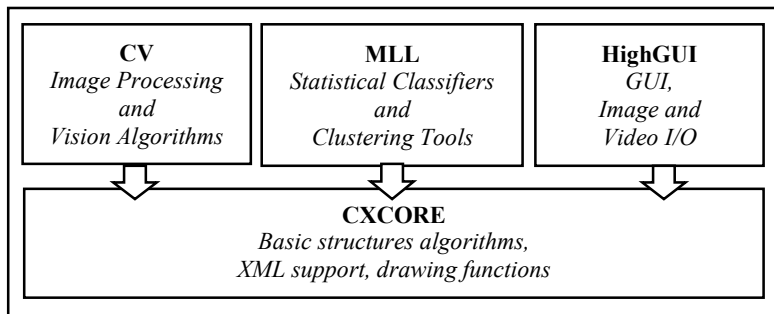 CV
Image Processing
and
Vision Algorithms
MLL
Statistical Classifiers
and
Clustering Tools
HighGUI
GUI,
Image and
Video I/O
CXCORE
Basic structures algorithms,
XML support, drawing functions